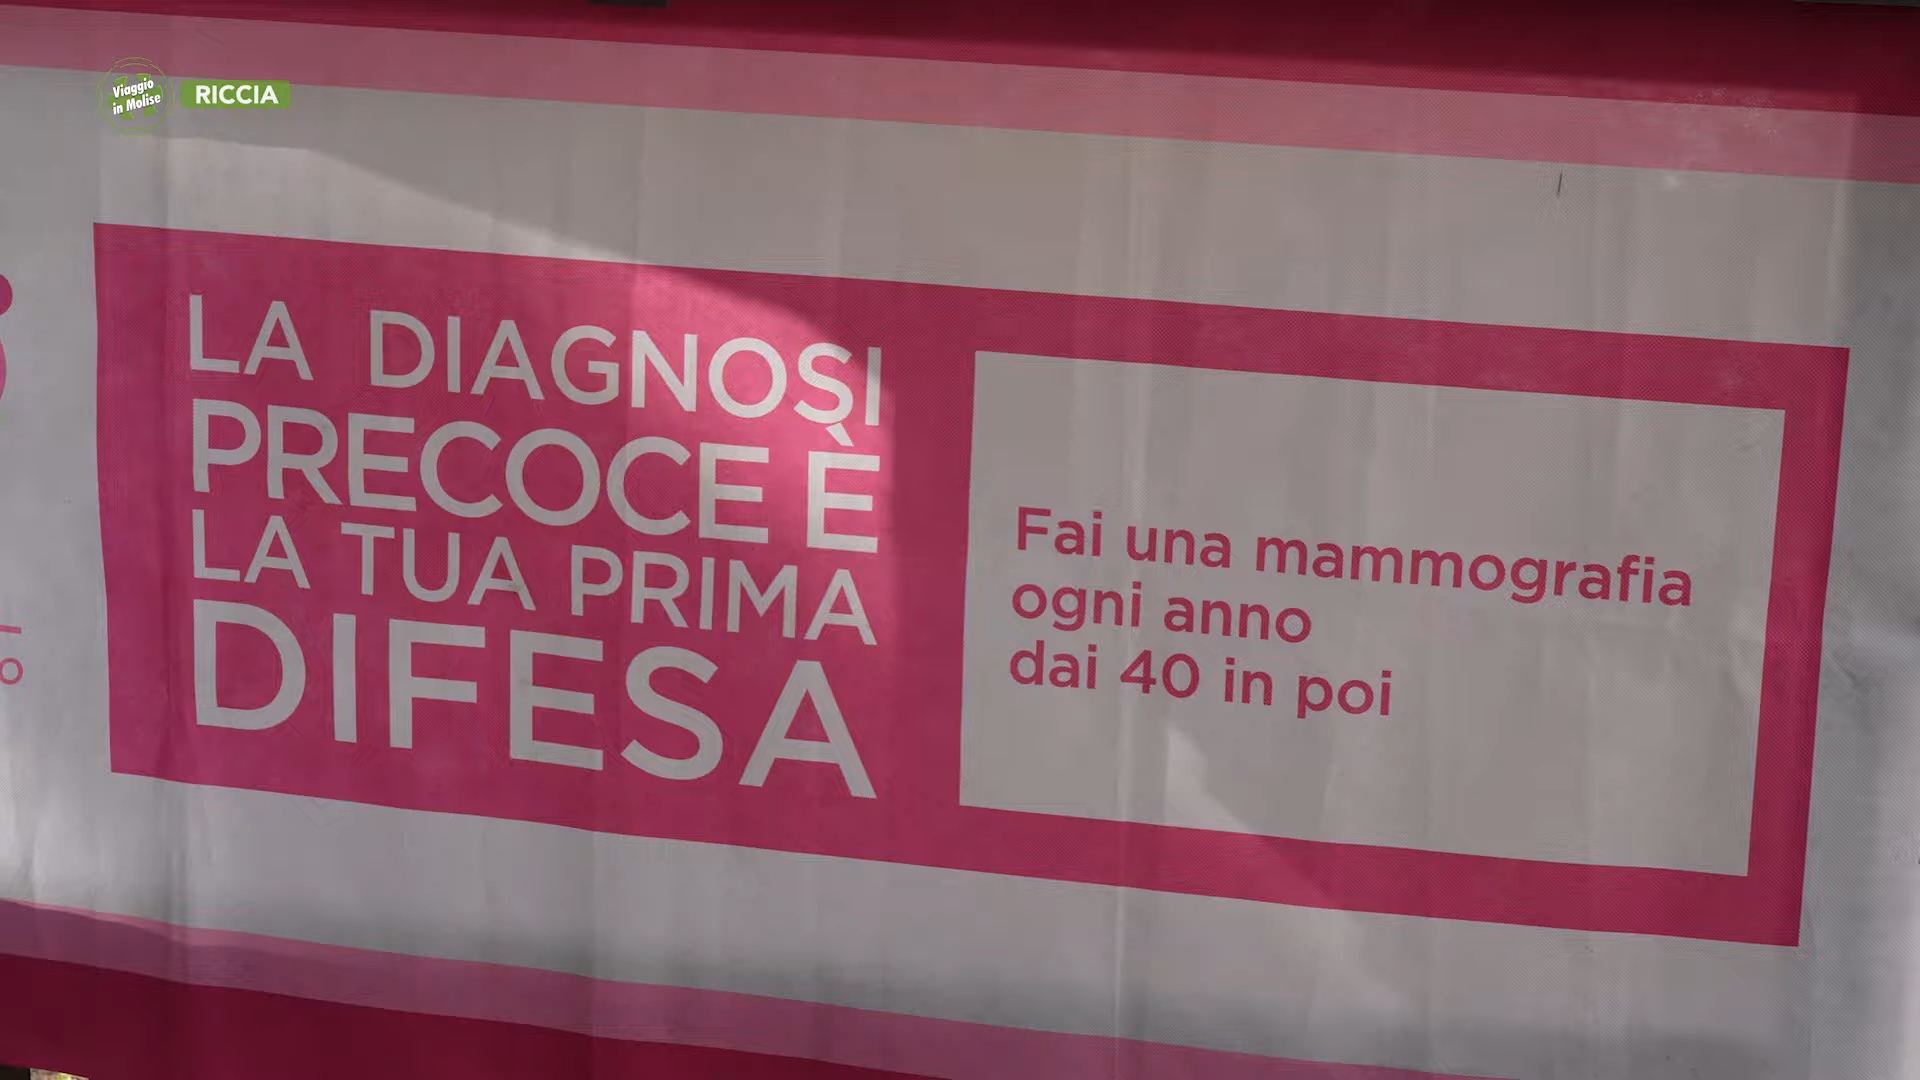 Viaggio
in Molise
RICCIA
LA DIAGNOSI
PRECOCE È
LA TUA PRIMA
DIFESA
Fai una mammografia
ogni anno
dai 40 in poi